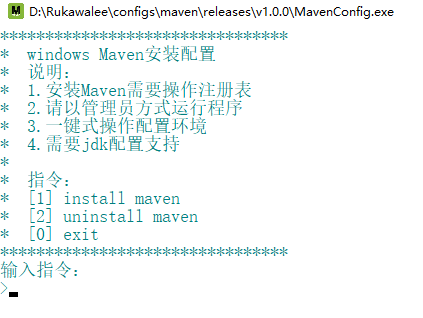 D:\Rukawalee\configs\maven\releases\v1.0.0\MavenConfig.exe
********************************
*  windows Maven安装配置
*  说明：
*  1.安装Maven需要操作注册表
*  2.请以管理员方式运行程序
*  3.一键式操作配置环境
*  4.需要jdk配置支持
*
*  指令：
*  [1] install maven
*  [2] uninstall maven
*  [0] exit
********************************
输入指令：
>